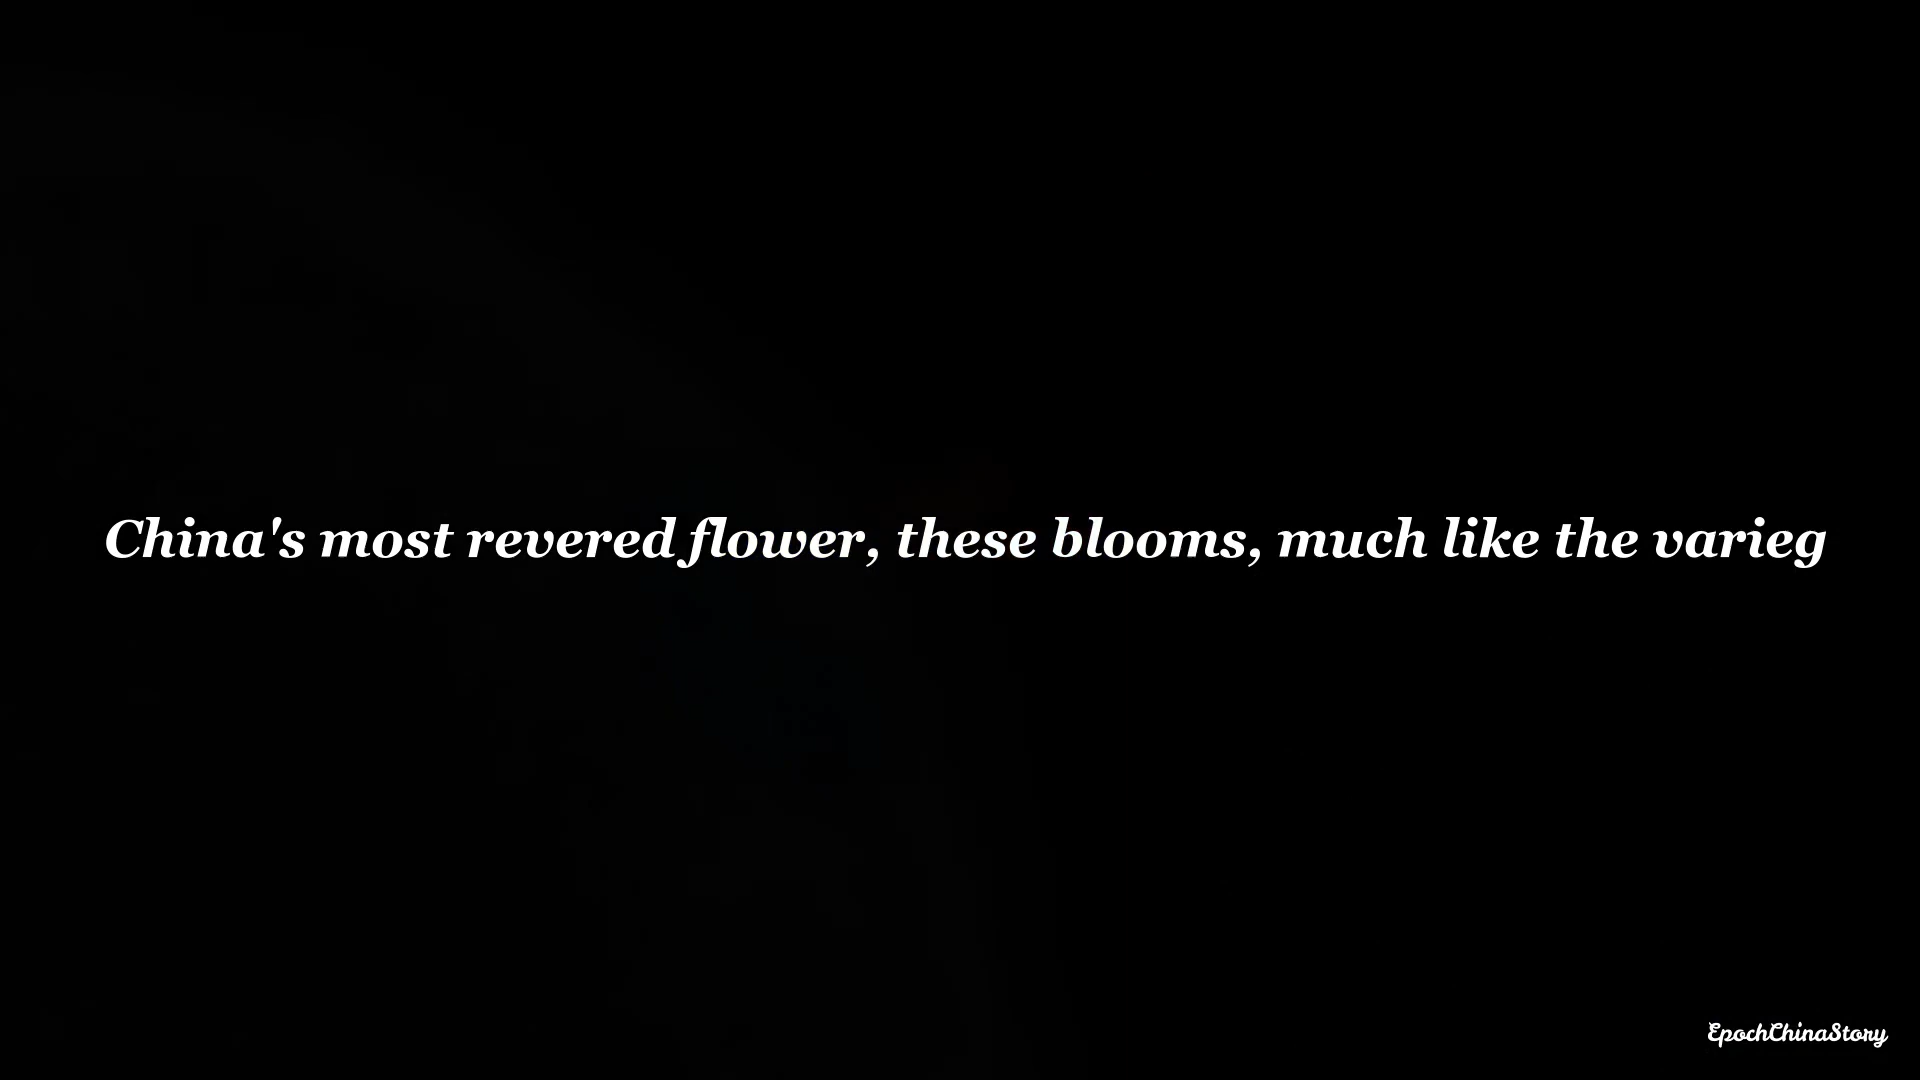 China's most revered flower, these blooms, much like the varieg
EpochChinaStory